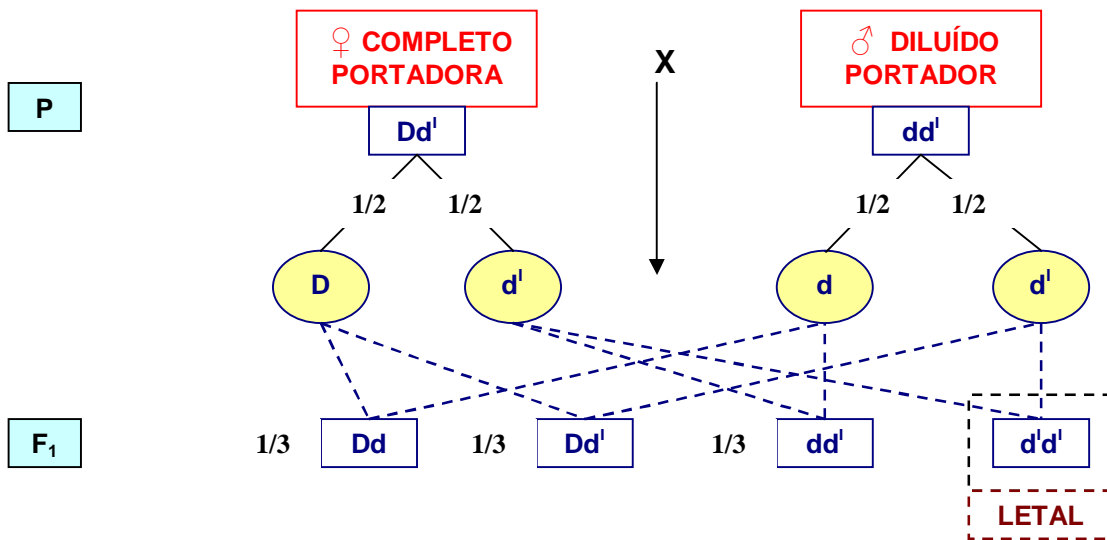 ♀ COMPLETO
PORTADORA
X
♂ DILUÍDO
PORTADOR
P
Ddˡ
ddˡ
1/2 1/2 1/2 1/2
D dˡ d dˡ
F₁
1/3 Dd 1/3 Ddˡ 1/3 ddˡ dˡdˡ
LETAL